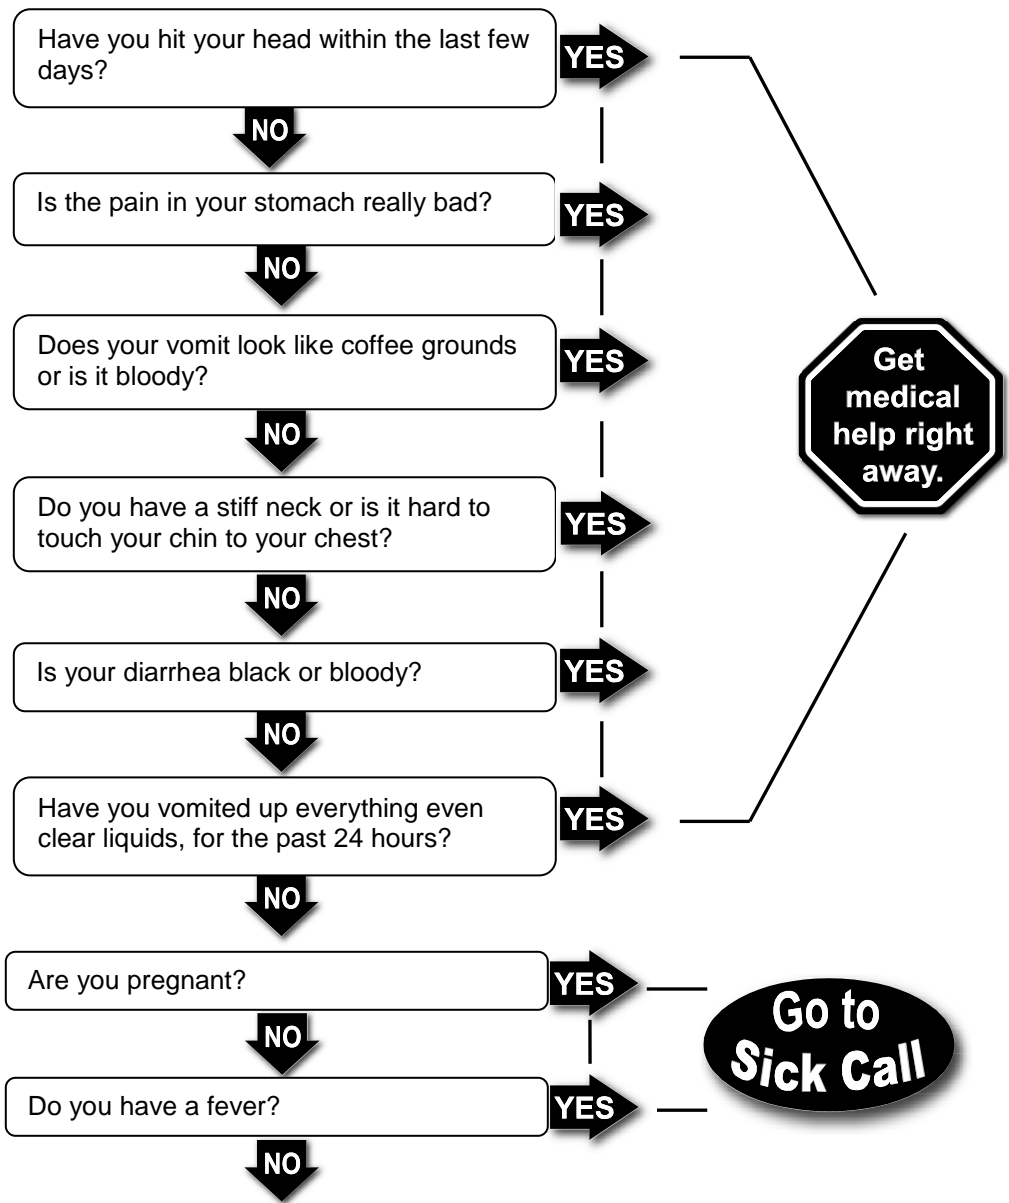 Have you hit your head within the last few
days?
YES
NO
Is the pain in your stomach really bad?
YES
NO
Does your vomit look like coffee grounds
or is it bloody?
YES
NO
Do you have a stiff neck or is it hard to
touch your chin to your chest?
YES
NO
Is your diarrhea black or bloody?
YES
NO
Have you vomited up everything even
clear liquids, for the past 24 hours?
YES
NO
Get
medical
help right
away.
Are you pregnant?
YES
NO
Do you have a fever?
YES
NO
Go to
Sick Call